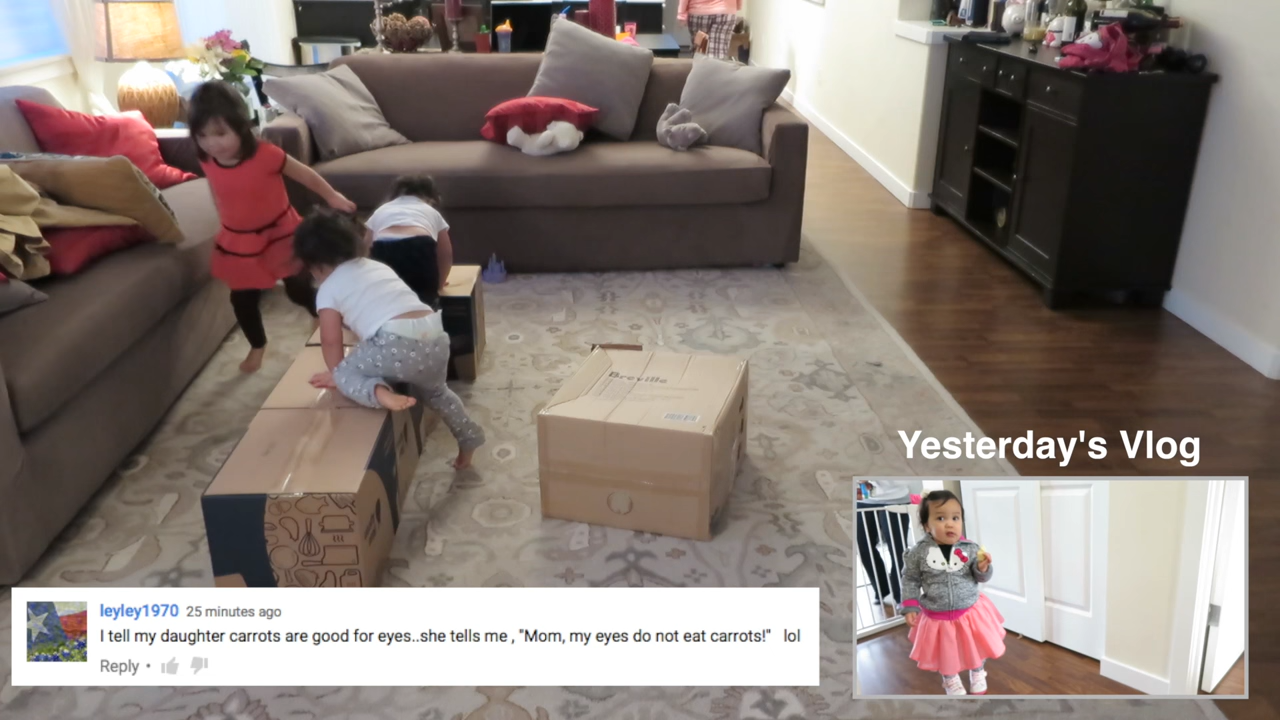 Breville
Yesterday's Vlog
leyley1970 25 minutes ago
I tell my daughter carrots are good for eyes..she tells me , "Mom, my eyes do not eat carrots!" lol
Reply •